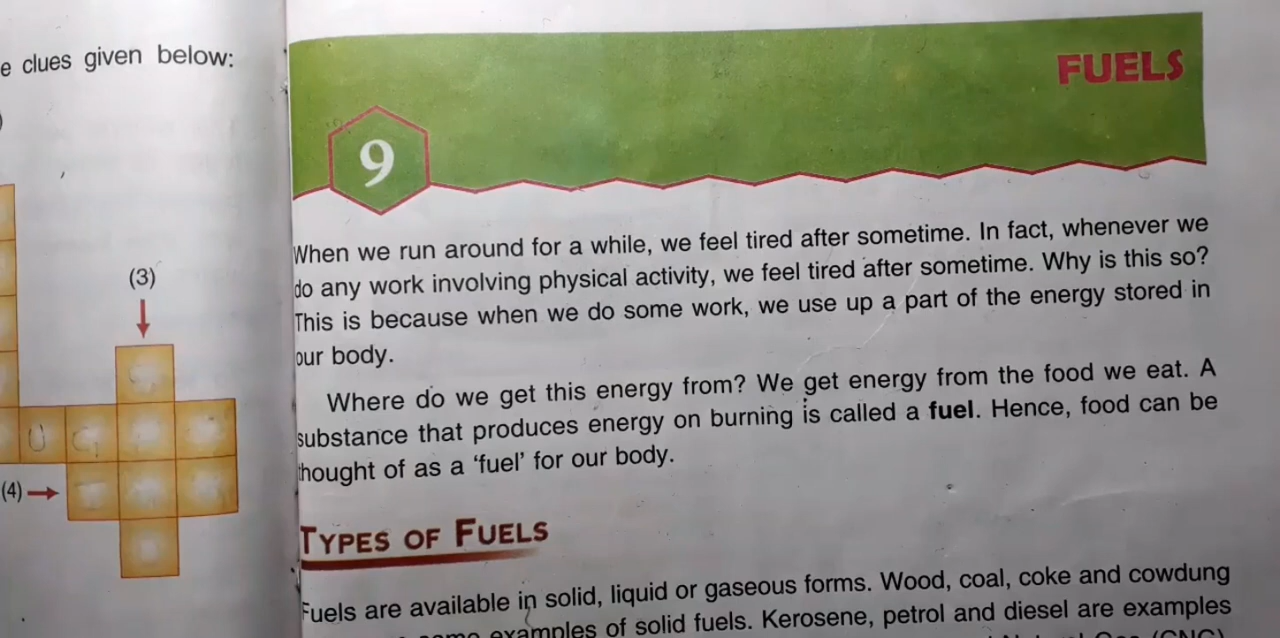 e clues given below:
(3)
U G
(4)
FUELS
9
When we run around for a while, we feel tired after sometime. In fact, whenever we
do any work involving physical activity, we feel tired after sometime. Why is this so?
This is because when we do some work, we use up a part of the energy stored in
our body.
Where do we get this energy from? We get energy from the food we eat. A
substance that produces energy on burning is called a fuel. Hence, food can be
thought of as a 'fuel' for our body.
TYPES OF FUELS
Fuels are available in solid, liquid or gaseous forms. Wood, coal, coke and cowdung
examples of solid fuels. Kerosene, petrol and diesel are examples